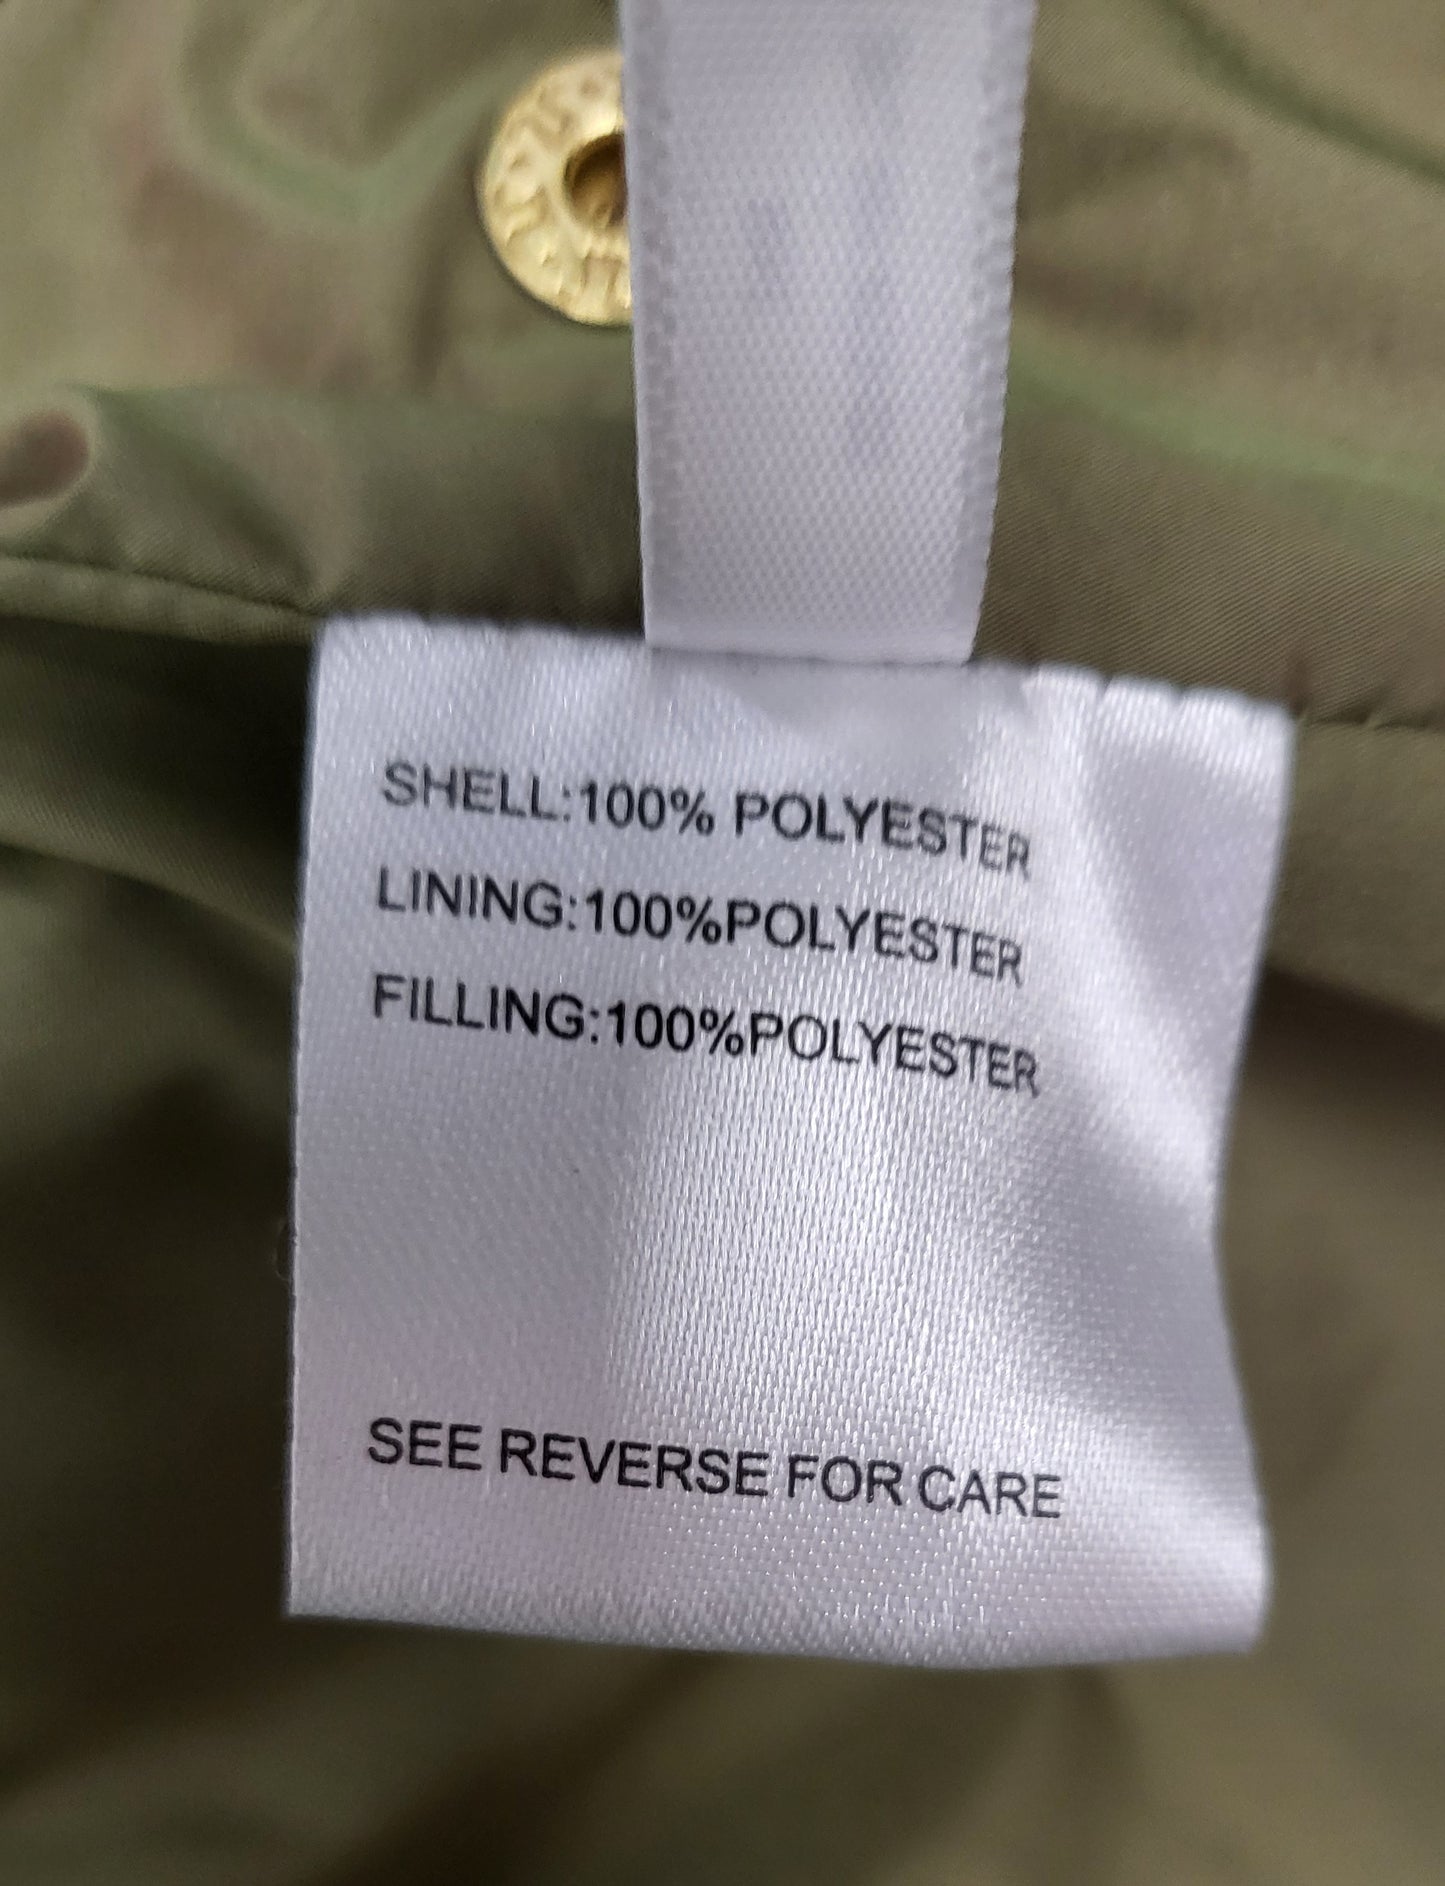 SHELL:100% POLYESTER
LINING:100%POLYESTER
FILLING:100%POLYESTER
SEE REVERSE FOR CARE